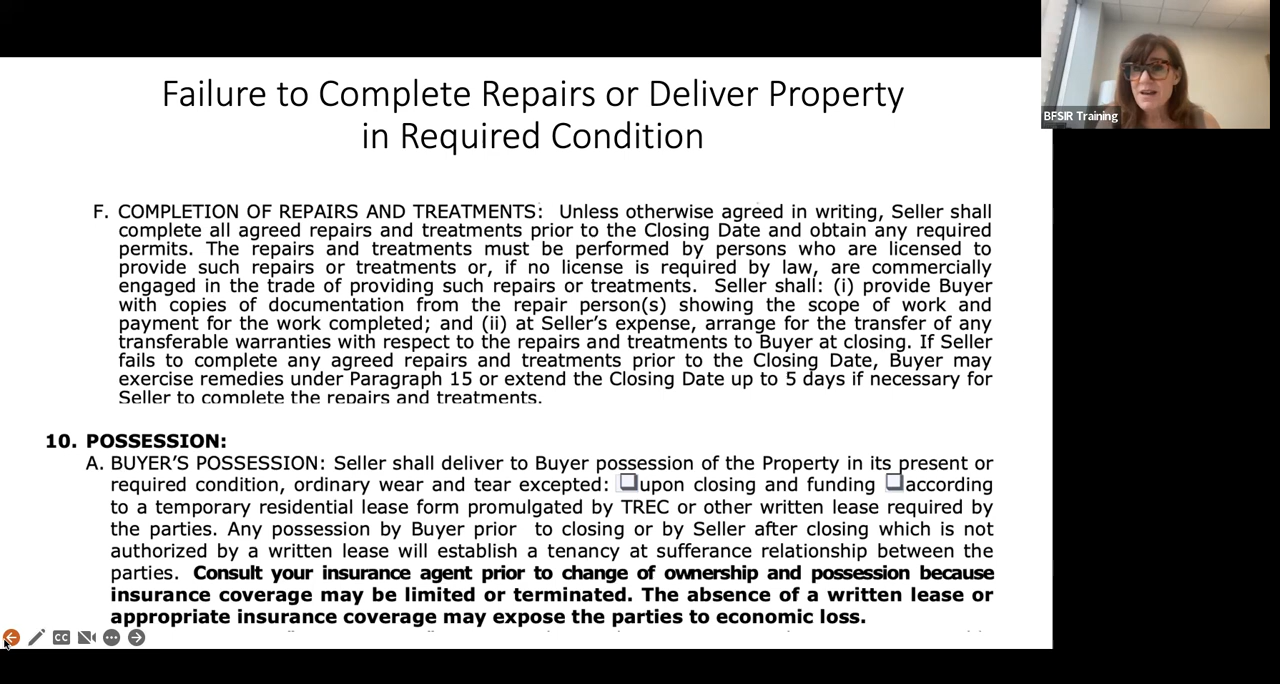 Failure to Complete Repairs or Deliver Property
in Required Condition
BFSIR Training
F. COMPLETION OF REPAIRS AND TREATMENTS: Unless otherwise agreed in writing, Seller shall
complete all agreed repairs and treatments prior to the Closing Date and obtain any required
permits. The repairs and treatments must be performed by persons who are licensed to
provide such repairs or treatments or, if no license is required by law, are commercially
engaged in the trade of providing such repairs or treatments. Seller shall: (i) provide Buyer
with copies of documentation from the repair person(s) showing the scope of work and
payment for the work completed; and (ii) at Seller’s expense, arrange for the transfer of any
transferable warranties with respect to the repairs and treatments to Buyer at closing. If Seller
fails to complete any agreed repairs and treatments prior to the Closing Date, Buyer may
exercise remedies under Paragraph 15 or extend the Closing Date up to 5 days if necessary for
Seller to complete the repairs and treatments.
10. POSSESSION:
A. BUYER’S POSSESSION: Seller shall deliver to Buyer possession of the Property in its present or
required condition, ordinary wear and tear excepted: ❑upon closing and funding ❑according
to a temporary residential lease form promulgated by TREC or other written lease required by
the parties. Any possession by Buyer prior to closing or by Seller after closing which is not
authorized by a written lease will establish a tenancy at sufferance relationship between the
parties. Consult your insurance agent prior to change of ownership and possession because
insurance coverage may be limited or terminated. The absence of a written lease or
appropriate insurance coverage may expose the parties to economic loss.
CC